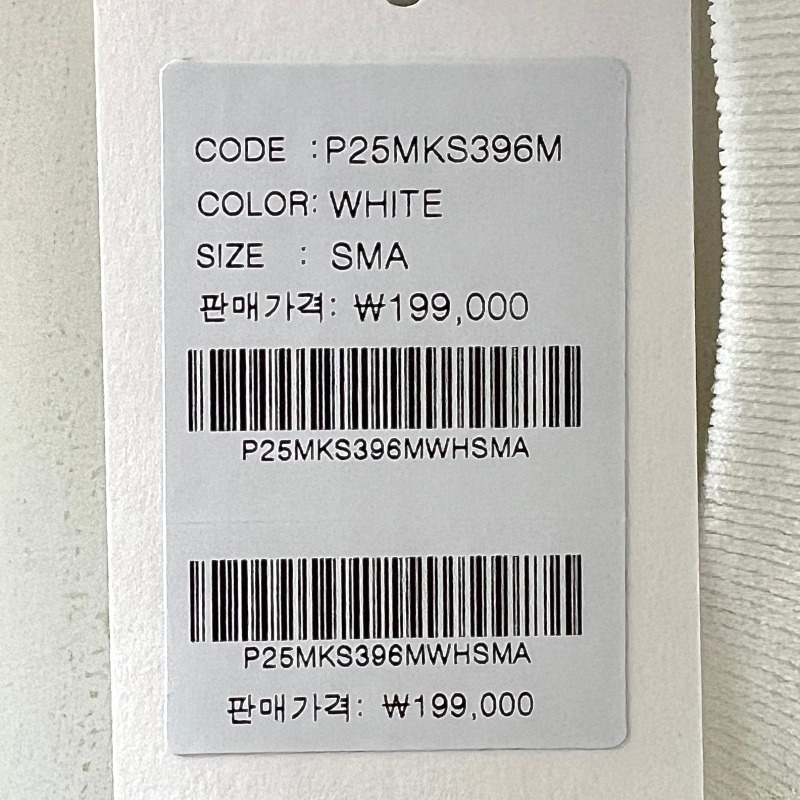 CODE :P25MKS396M
COLOR: WHITE
SIZE : SMA
판매가격: ₩199,000
P25MKS396MWHSMA
P25MKS396MWHSMA
판매가격: ₩199,000